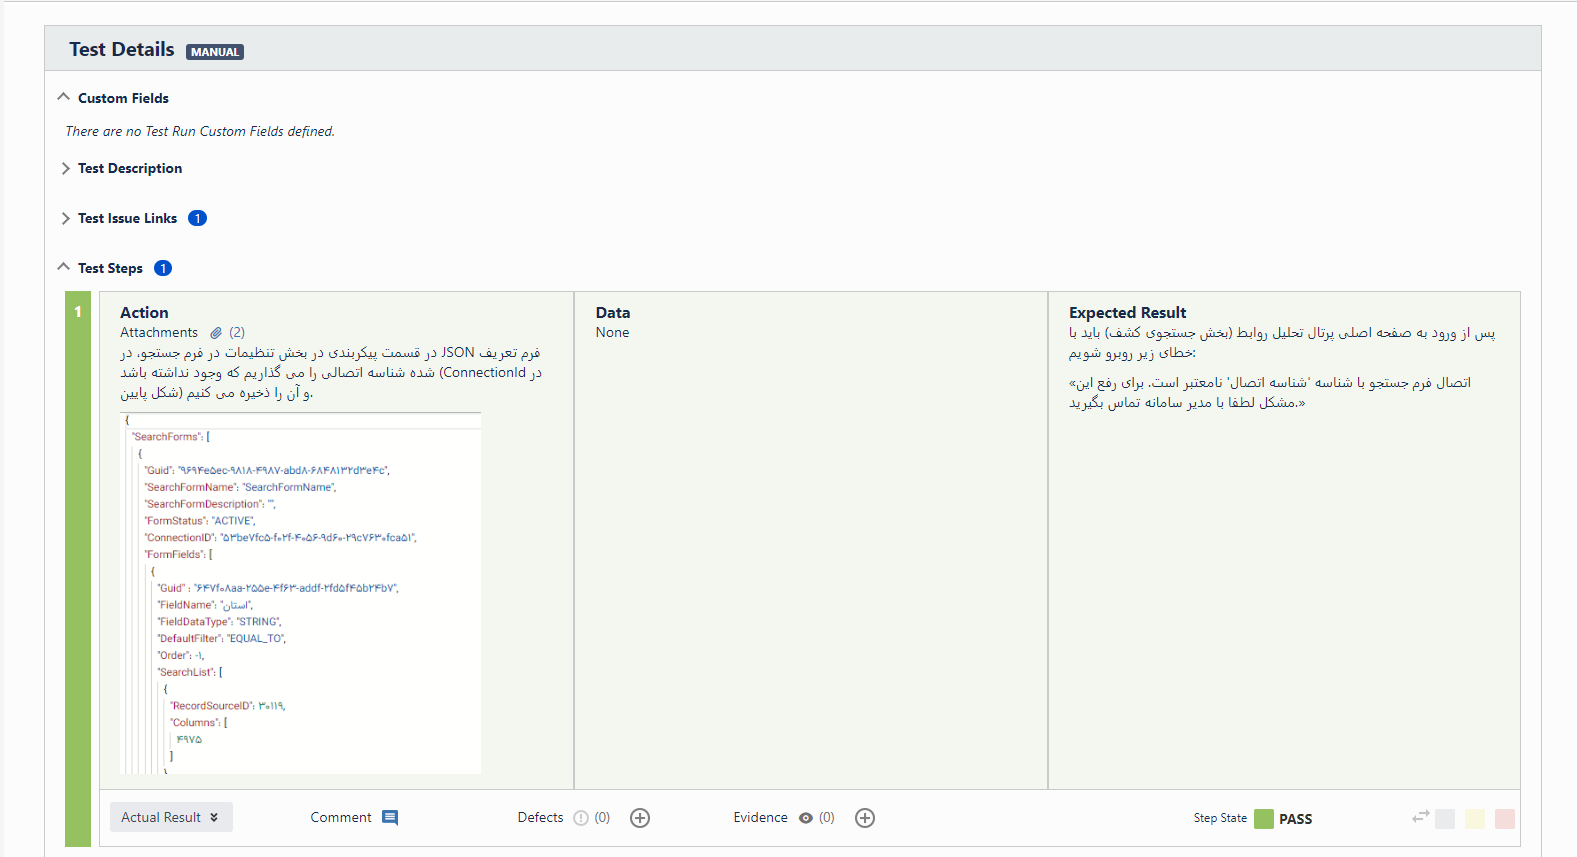 Test Details MANUAL
Custom Fields
There are no Test Run Custom Fields defined.
Test Description
Test Issue Links 1
Test Steps 1
1
Action
Attachments (2)
فرم تعریف JSON در قسمت پیکربندی در بخش تنظیمات در فرم جستجو، در
شده شناسه اتصالی را می گذاریم که وجود نداشته باشد (ConnectionId در
و آن را ذخیره می کنیم (شکل پایین.
{
"SearchForms": [
{
"Guid": "۹۶۹۴e۵ec-۹۸۱۸-۴۹۸۷-abd۸-۶۸۴۸۱۳۲d۳e۴c",
"SearchFormName": "SearchFormName",
"SearchFormDescription": "",
"FormStatus": "ACTIVE",
"ConnectionID": "۵۳be۷fc۵-f۰۲f-۴۰۵۶-۹d۶۰-۲۹c۷۶۳۰fca۵۱",
"FormFields": [
{
"Guid" : "۶۴۷f۰۸aa-۲۵۵e-۴f۶۳-addf-۲fd۵f۴۵b۲۴b۷",
"FieldName": "استان",
"FieldDataType": "STRING",
"DefaultFilter": "EQUAL_TO",
"Order": -۱,
"SearchList": [
{
"RecordSourceID": ۳۰۱۱۹,
"Columns": [
۴۹۷۵
]
}
Data
None
Expected Result
پس از ورود به صفحه اصلی پرتال تحلیل روابط (بخش جستجوی کشف) باید با
خطای زیر روبرو شویم:
«اتصال فرم جستجو با شناسه 'شناسه اتصال' نامعتبر است. برای رفع این
مشکل لطفا با مدیر سامانه تماس بگیرید.»
Actual Result
Comment
Defects (0)
Evidence (0)
Step State PASS